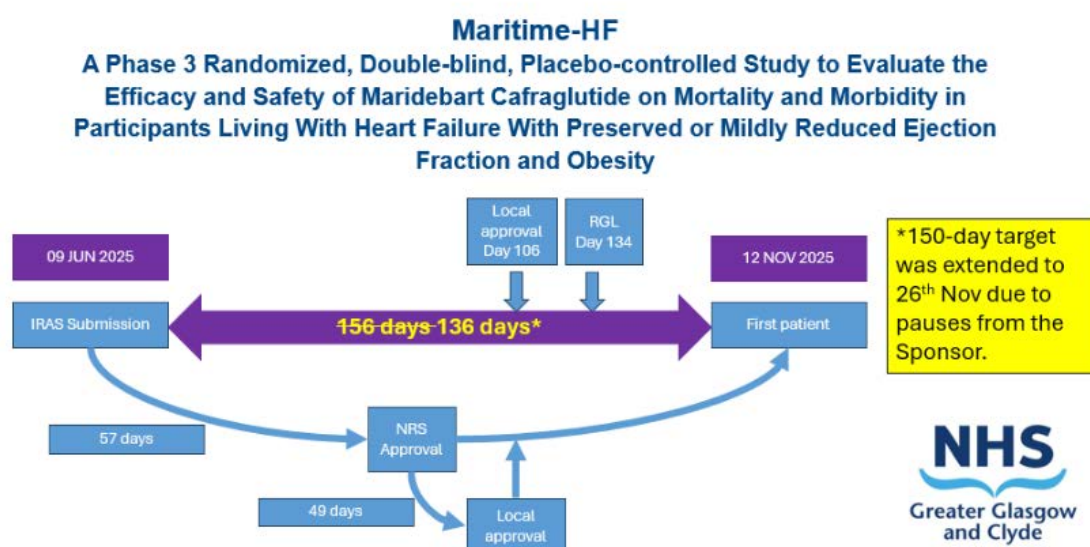 Maritime-HF
A Phase 3 Randomized, Double-blind, Placebo-controlled Study to Evaluate the
Efficacy and Safety of Maridebart Cafraglutide on Mortality and Morbidity in
Participants Living With Heart Failure With Preserved or Mildly Reduced Ejection
Fraction and Obesity
Local
approval
Day 106
RGL
Day 134
09 JUN 2025
12 NOV 2025
IRAS Submission
156 days 136 days*
First patient
*150-day target
was extended to
26th Nov due to
pauses from the
Sponsor.
57 days
NRS
Approval
49 days
Local
approval
NHS
Greater Glasgow
and Clyde